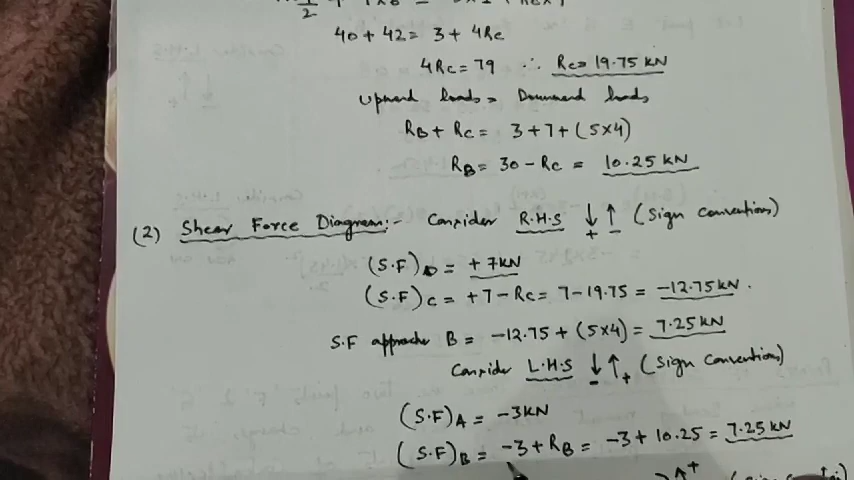 40 + 42 = 3 + 4Rc
4Rc = 79 ∴ Rc = 19.75 KN
Upward loads = Downward loads
RB + Rc = 3 + 7 + (5×4)
RB = 30 - Rc = 10.25 KN
(2) Shear Force Diagram:- Consider R.H.S ↓+ ↑- (Sign conventions)
(S.F)D = +7KN
(S.F)C = +7 - Rc = 7 - 19.75 = -12.75 KN.
S.F approaches B = -12.75 + (5×4) = 7.25 KN
Consider L.H.S ↓- ↑+ (Sign Conventions)
(S.F)A = -3KN
(S.F)B = -3 + RB = -3 + 10.25 = 7.25 KN